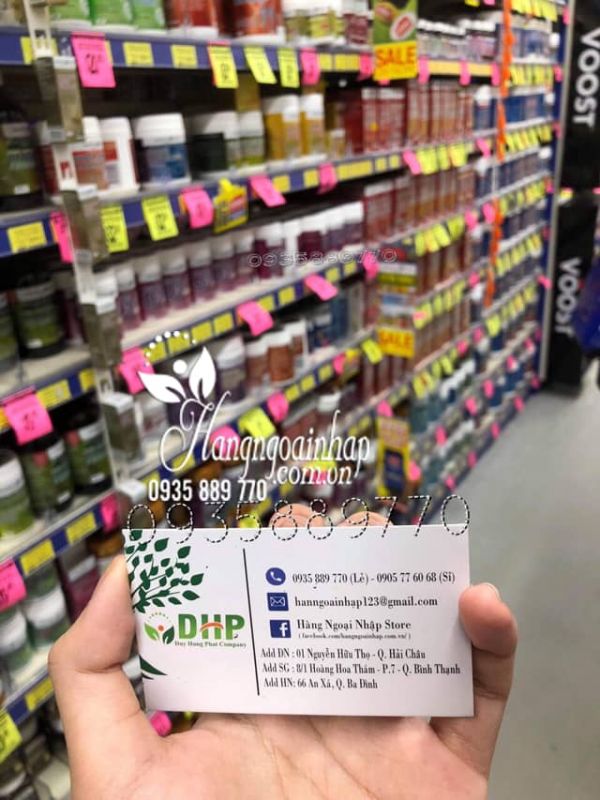 SALE
VOOST
0935889770
SALE
VOOST
Hangngoainhap
.com.vn
0935 889 770
0935889770
DHP
Duy Hung Phat Company
0935 889 770 (Lẻ) - 0905 77 60 68 (Sỉ)
hanngoainhap123@gmail.com
Hàng Ngoại Nhập Store
( facebook.com/hangngoainhap.com.vn/ )
Add DN : 01 Nguyễn Hữu Thọ - Q. Hải Châu
Add SG : 8/1 Hoàng Hoa Thám - P.7 - Q. Bình Thạnh
Add HN: 66 An Xá, Q. Ba Đình